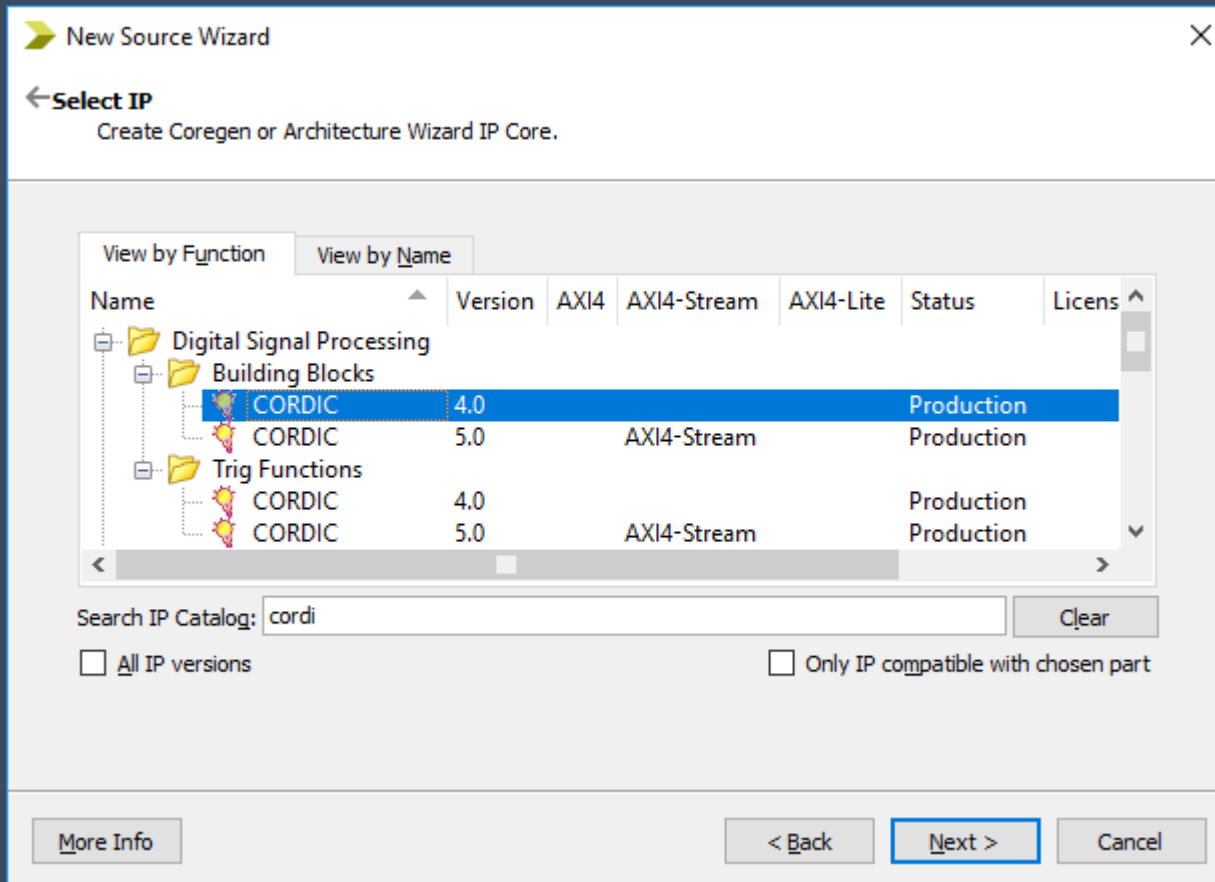 New Source Wizard
Select IP
Create Coregen or Architecture Wizard IP Core.
View by Function View by Name
Name Version AXI4 AXI4-Stream AXI4-Lite Status Licens
Digital Signal Processing
Building Blocks
CORDIC 4.0 Production
CORDIC 5.0 AXI4-Stream Production
Trig Functions
CORDIC 4.0 Production
CORDIC 5.0 AXI4-Stream Production
Search IP Catalog: cordi Clear
All IP versions Only IP compatible with chosen part
More Info < Back Next > Cancel